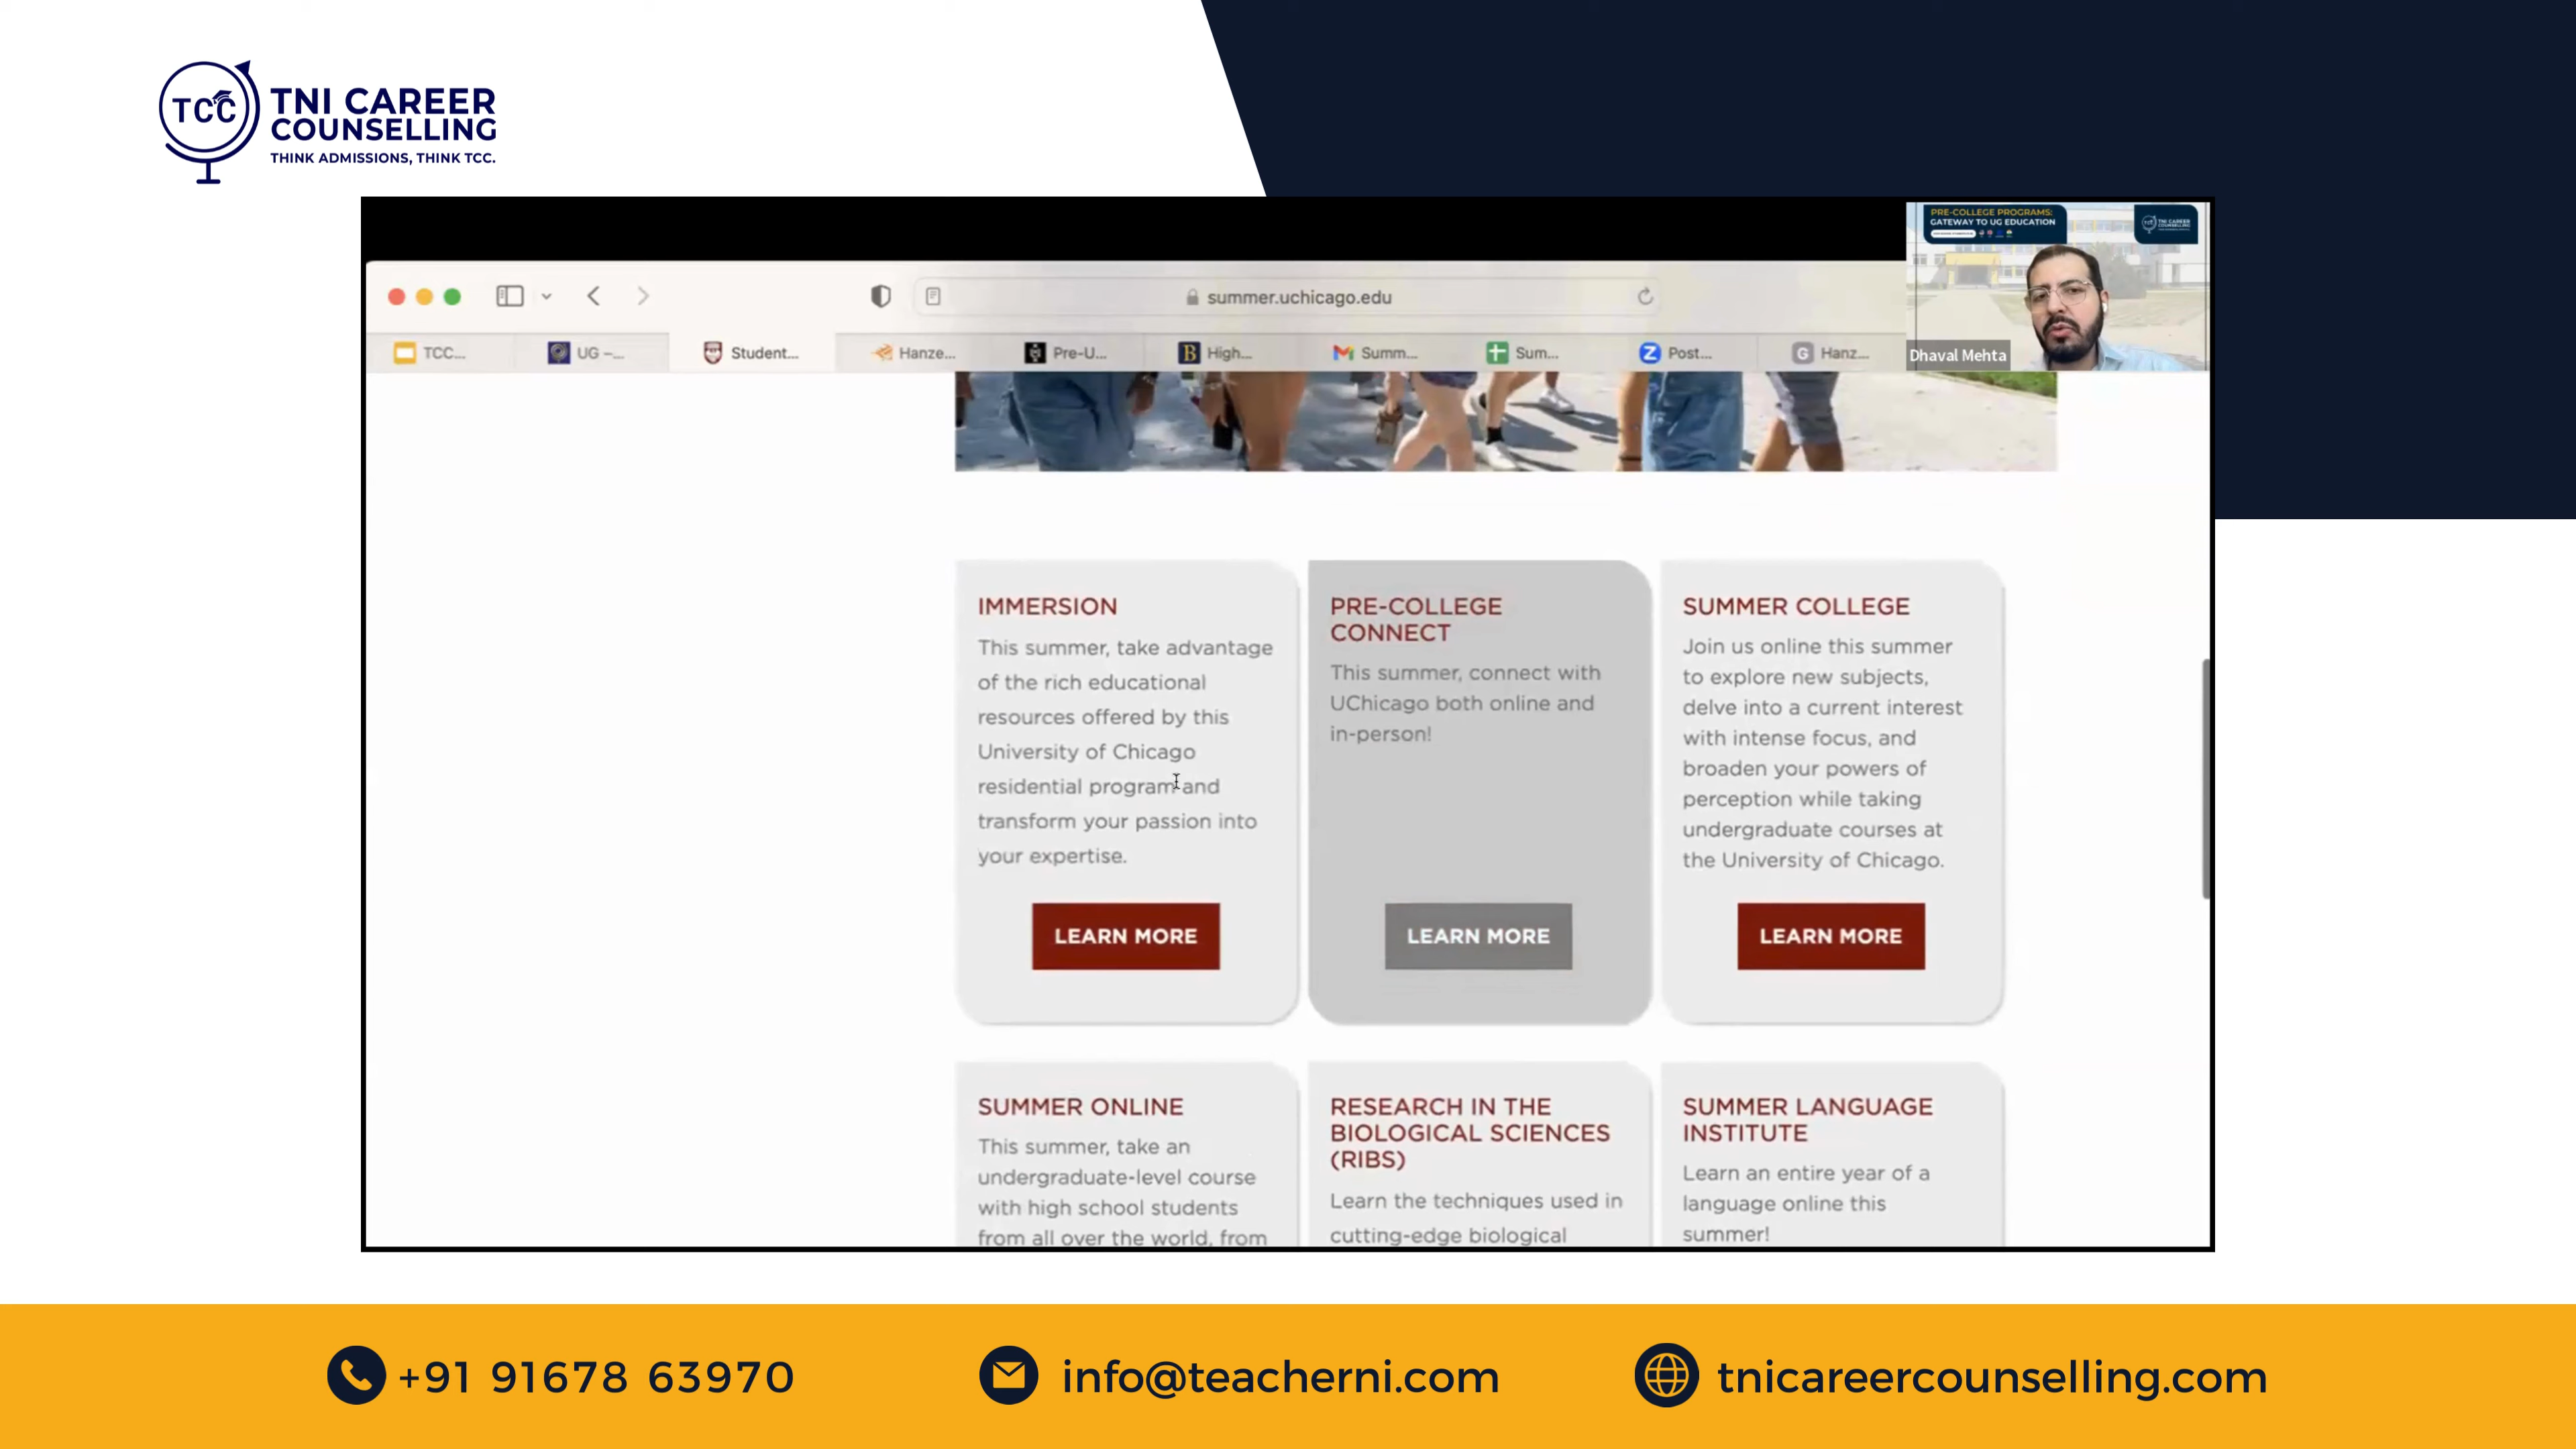 TCC
TNI CAREER
COUNSELLING
THINK ADMISSIONS, THINK TCC.
PRE-COLLEGE PROGRAMS:
GATEWAY TO UG EDUCATION
TNI CAREER
COUNSELLING
Dhaval Mehta
summer.uchicago.edu
TCC...
UG –...
Student...
Hanze...
Pre-U...
High...
Summ...
Sum...
Post...
Hanz...
IMMERSION
This summer, take advantage
of the rich educational
resources offered by this
University of Chicago
residential program and
transform your passion into
your expertise.
LEARN MORE
PRE-COLLEGE
CONNECT
This summer, connect with
UChicago both online and
in-person!
LEARN MORE
SUMMER COLLEGE
Join us online this summer
to explore new subjects,
delve into a current interest
with intense focus, and
broaden your powers of
perception while taking
undergraduate courses at
the University of Chicago.
LEARN MORE
SUMMER ONLINE
This summer, take an
undergraduate-level course
with high school students
from all over the world, from
RESEARCH IN THE
BIOLOGICAL SCIENCES
(RIBS)
Learn the techniques used in
cutting-edge biological
SUMMER LANGUAGE
INSTITUTE
Learn an entire year of a
language online this
summer!
+91 91678 63970
info@teacherni.com
tnicareercounselling.com